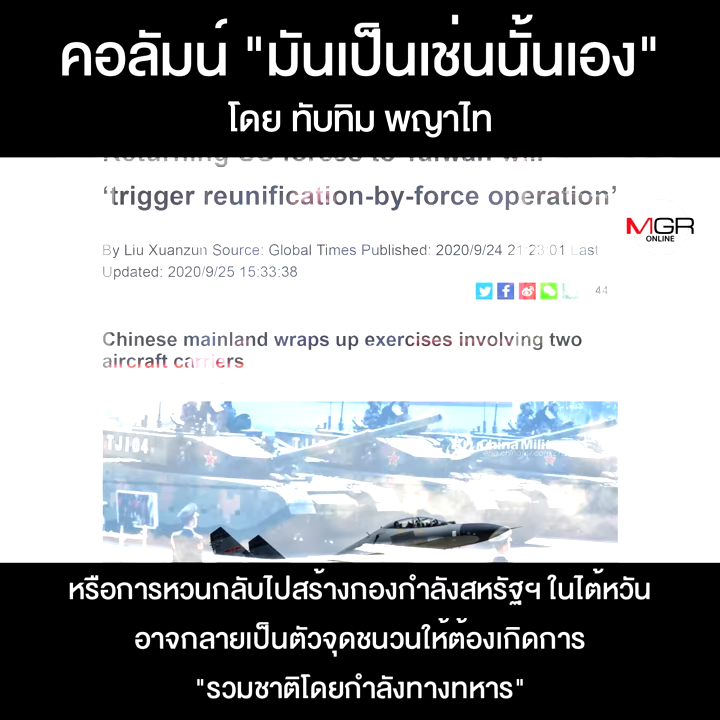 คอลัมน์ "มันเป็นเช่นนั้นเอง"
โดย ทับทิม พญาไท
Returning US forces to Taiwan will
‘trigger reunification-by-force operation’
MGR
ONLINE
By Liu Xuanzun Source: Global Times Published: 2020/9/24 21:23:01 Last
Updated: 2020/9/25 15:33:38
44
Chinese mainland wraps up exercises involving two
aircraft carriers
TJ104
หรือการหวนกลับไปสร้างกองกำลังสหรัฐฯ ในไต้หวัน
อาจกลายเป็นตัวจุดชนวนให้ต้องเกิดการ
"รวมชาติโดยกำลังทางทหาร"